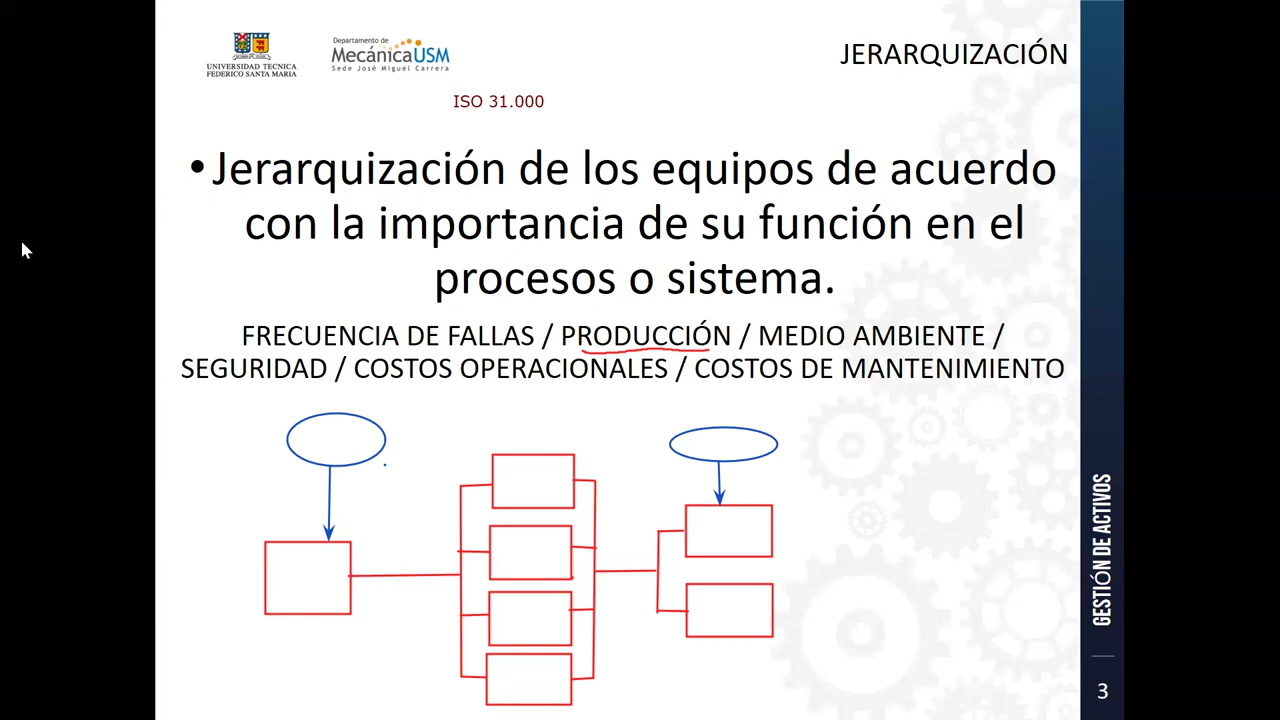 UNIVERSIDAD TECNICA
FEDERICO SANTA MARIA
Departamento de
MecánicaUSM
Sede José Miguel Carrera
JERARQUIZACIÓN
ISO 31.000
•Jerarquización de los equipos de acuerdo
con la importancia de su función en el
procesos o sistema.
FRECUENCIA DE FALLAS / PRODUCCIÓN / MEDIO AMBIENTE /
SEGURIDAD / COSTOS OPERACIONALES / COSTOS DE MANTENIMIENTO
GESTIÓN DE ACTIVOS
3